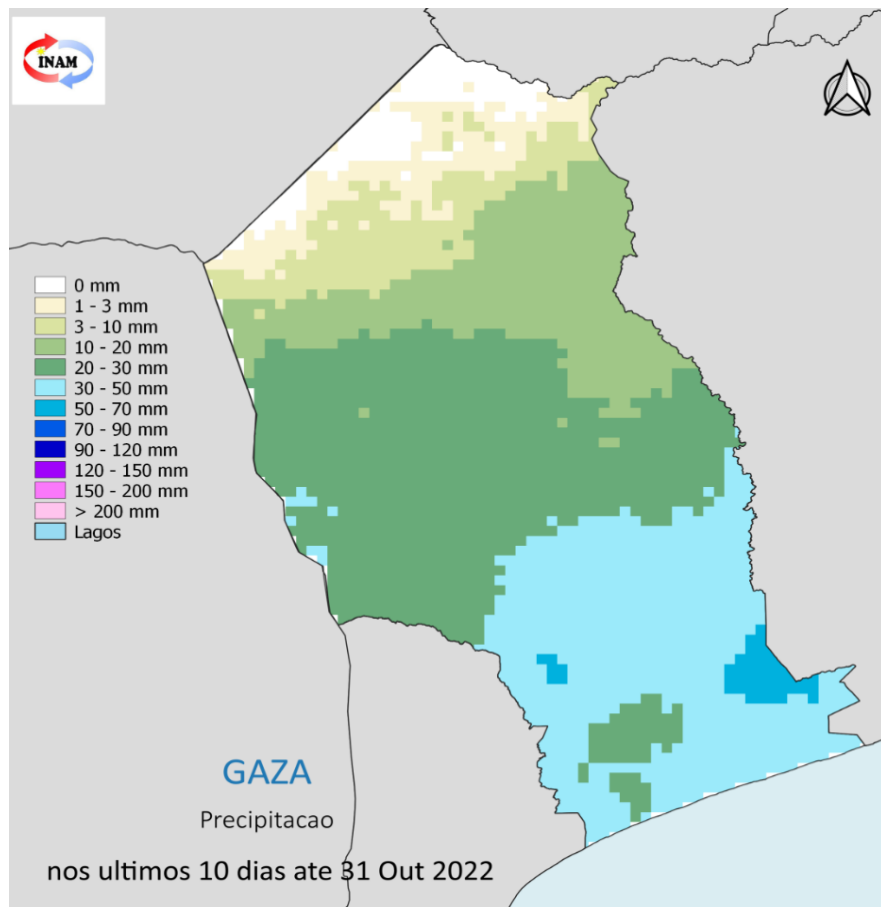 INAM
0 mm
1 - 3 mm
3 - 10 mm
10 - 20 mm
20 - 30 mm
30 - 50 mm
50 - 70 mm
70 - 90 mm
90 - 120 mm
120 - 150 mm
150 - 200 mm
> 200 mm
Lagos
GAZA
Precipitacao
nos ultimos 10 dias ate 31 Out 2022